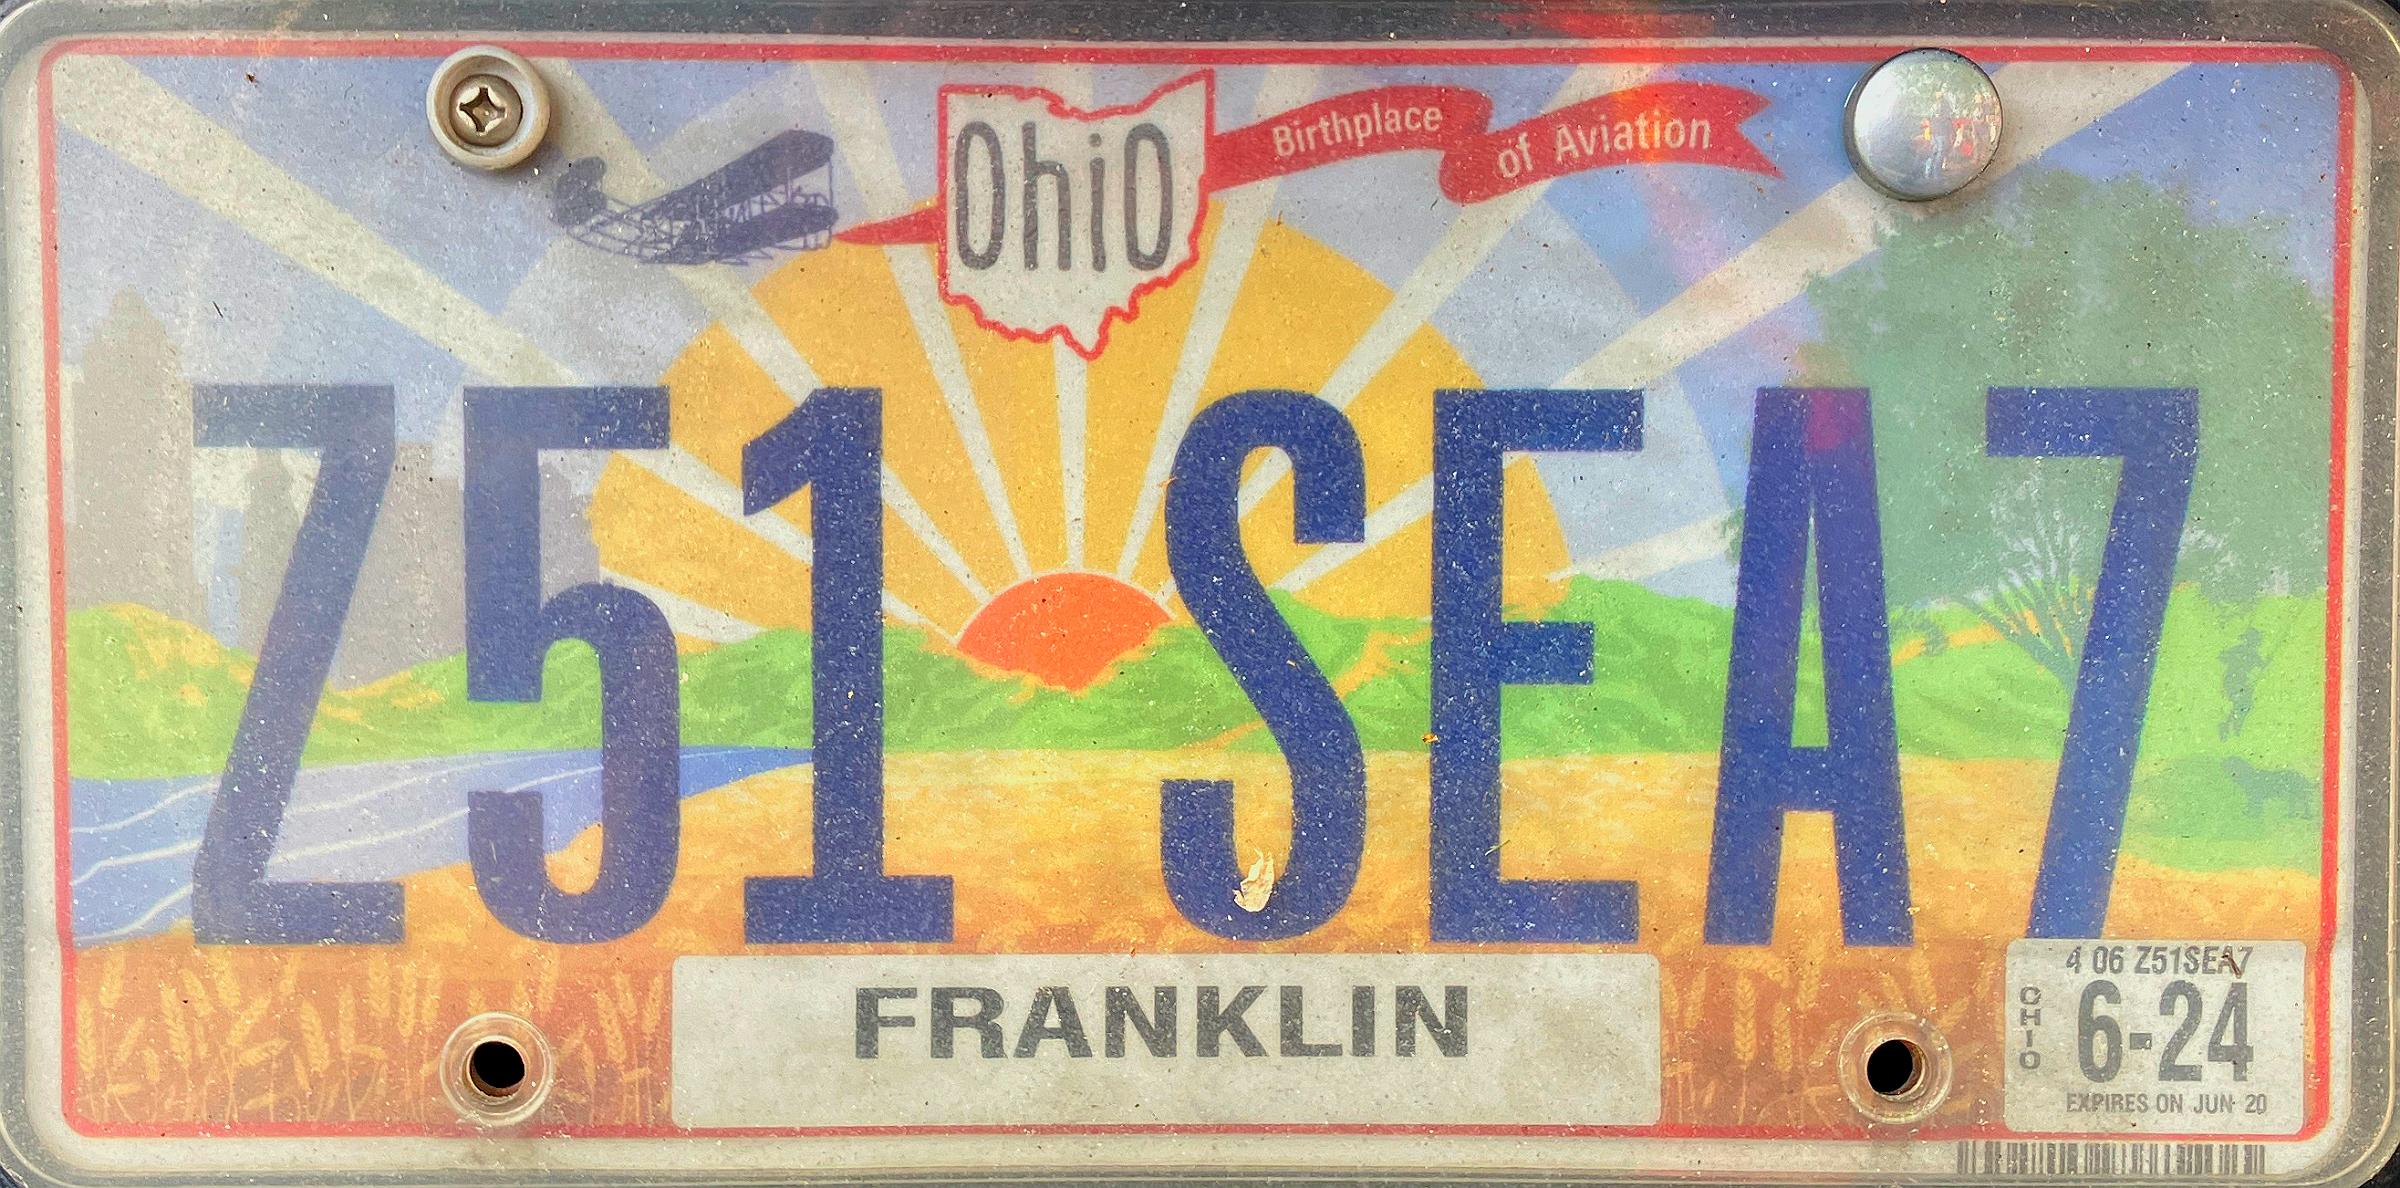 Ohio
Birthplace of Aviation
Z51 SEA7
FRANKLIN
4 06 Z51SEA7
OHIO
6-24
EXPIRES ON JUN 20